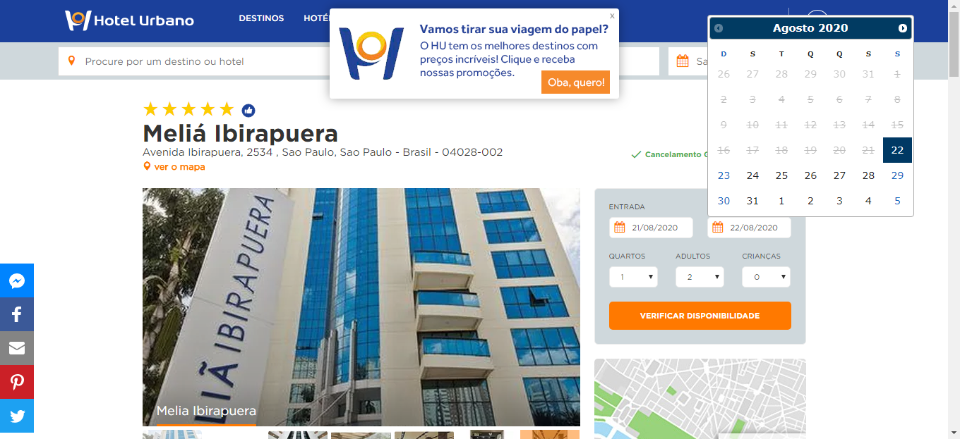 Hotel Urbano
DESTINOS
Vamos tirar sua viagem do papel?
O HU tem os melhores destinos com
preços incríveis! Clique e receba
nossas promoções.
Oba, quero!
x
Agosto 2020
D S T Q Q S S
26 27 28 29 30 31 1
2 3 4 5 6 7 8
9 10 11 12 13 14 15
16 17 18 19 20 21 22
23 24 25 26 27 28 29
30 31 1 2 3 4 5
Procure por um destino ou hotel
Meliá Ibirapuera
Avenida Ibirapuera, 2534 , Sao Paulo, Sao Paulo - Brasil - 04028-002
ver o mapa
Cancelamento
MELIÃ IBIRAPUERA
LIÃ IBIRAPUERA
Melia Ibirapuera
ENTRADA
21/08/2020
22/08/2020
QUARTOS
ADULTOS
CRIANÇAS
1
2
0
VERIFICAR DISPONIBILIDADE